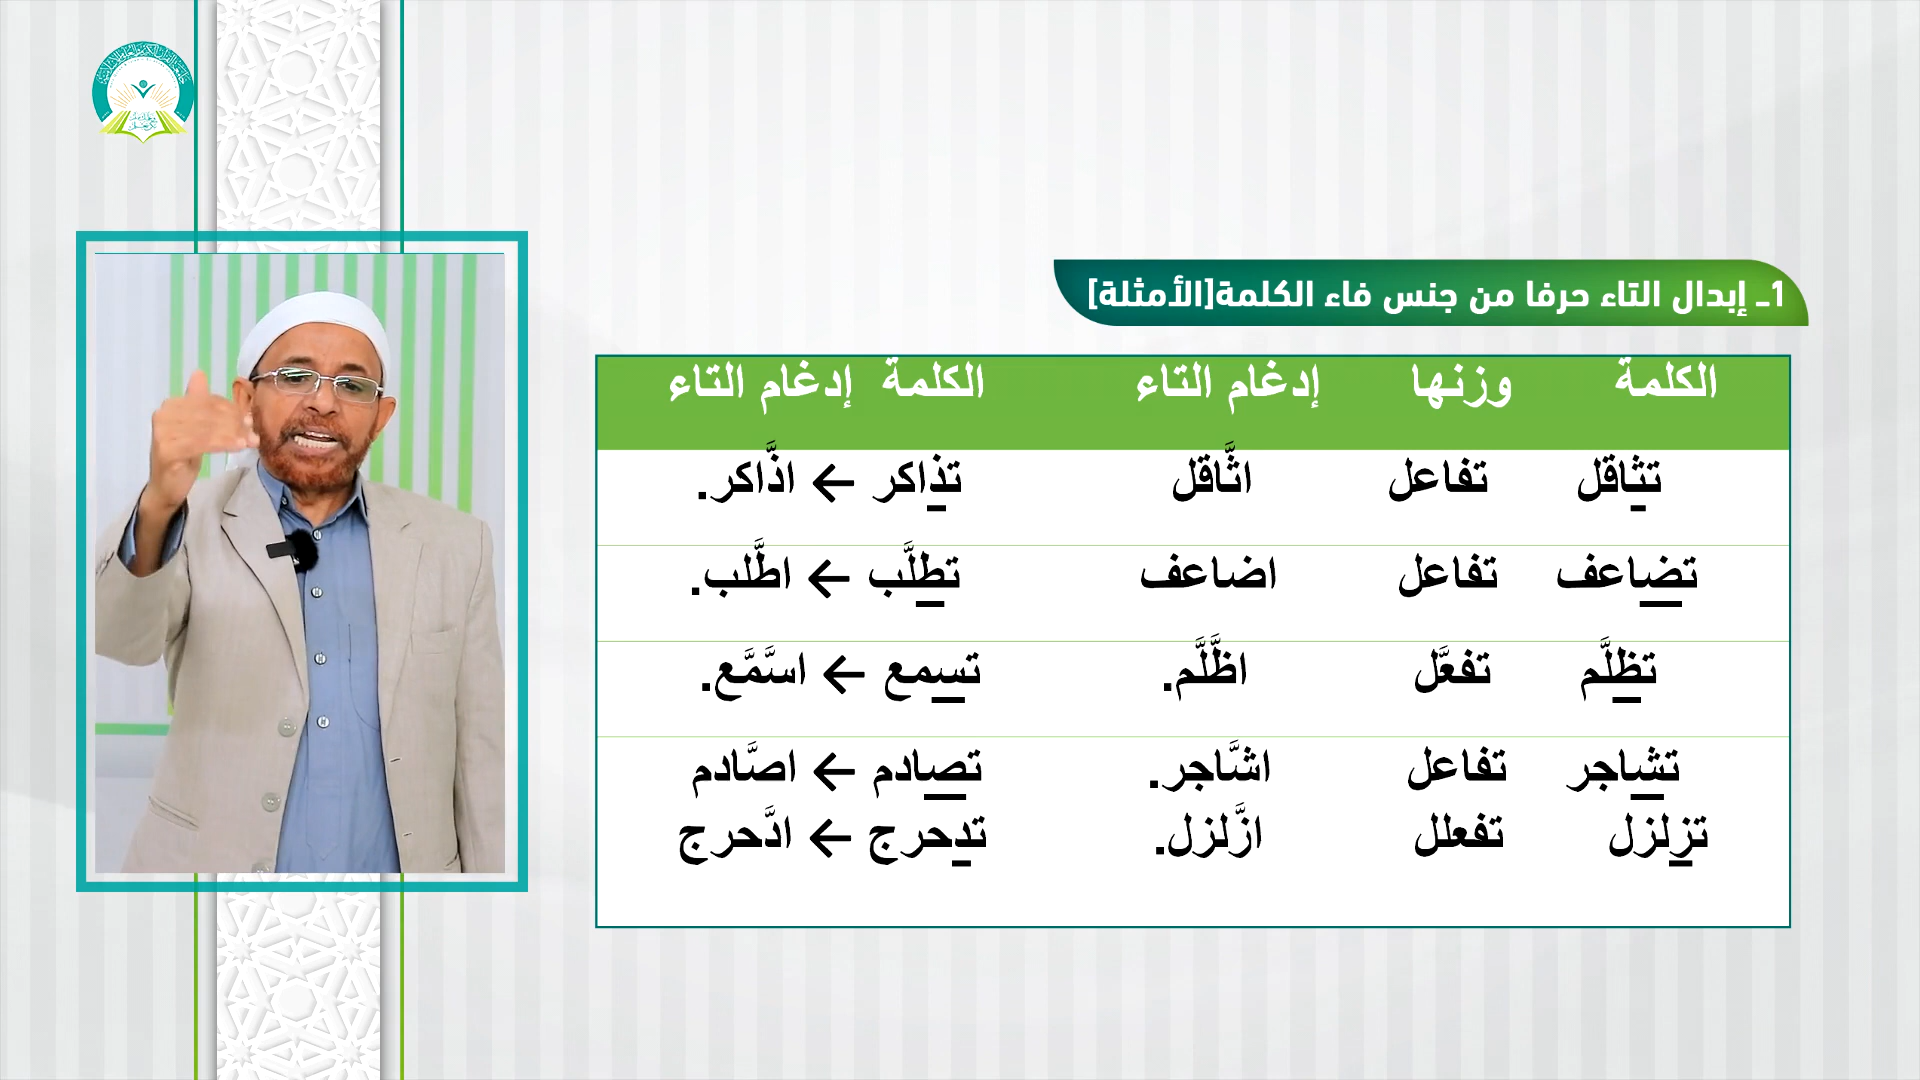 1ـ إبدال التاء حرفا من جنس فاء الكلمة[الأمثلة]
الكلمة وزنها إدغام التاء الكلمة إدغام التاء
تثاقل تفاعل اثَّاقل تذاكر ← اذَّاكر.
تضاعف تفاعل اضاعف تطلَّب ← اطَّلب.
تظلَّم تفعَّل اظَّلَّم. تسمع ← اسَّمَّع.
تشاجر تفاعل اشَّاجر. تصادم ← اصَّادم
تزلزل تفعلل ازَّلزل. تدحرج ← ادَّحرج